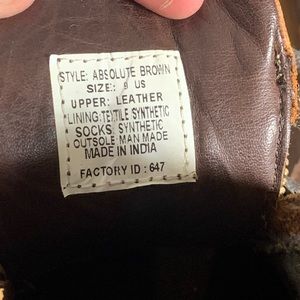 STYLE: ABSOLUTE BROWN
SIZE: 9 US
UPPER: LEATHER
LINING: TEXTILE SYNTHETIC
SOCKS: SYNTHETIC
OUTSOLE MAN MADE
MADE IN INDIA
FACTORY ID : 647